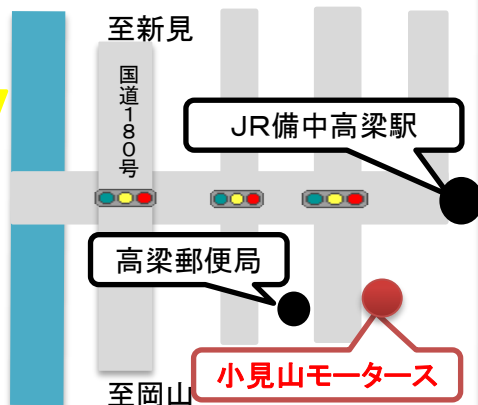 至新見
国道180号
JR備中高梁駅
高梁郵便局
小見山モータース
至岡山